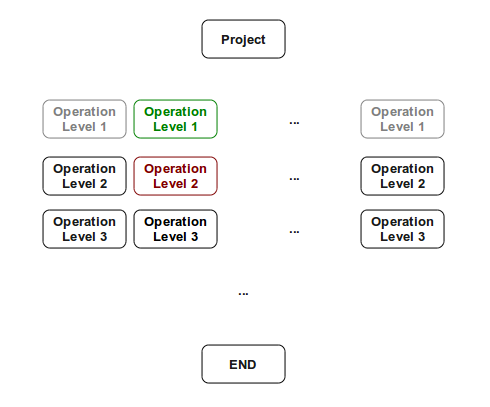 Project
Operation
Level 1
Operation
Level 1
...
Operation
Level 1
Operation
Level 2
Operation
Level 2
...
Operation
Level 2
Operation
Level 3
Operation
Level 3
...
Operation
Level 3
...
END